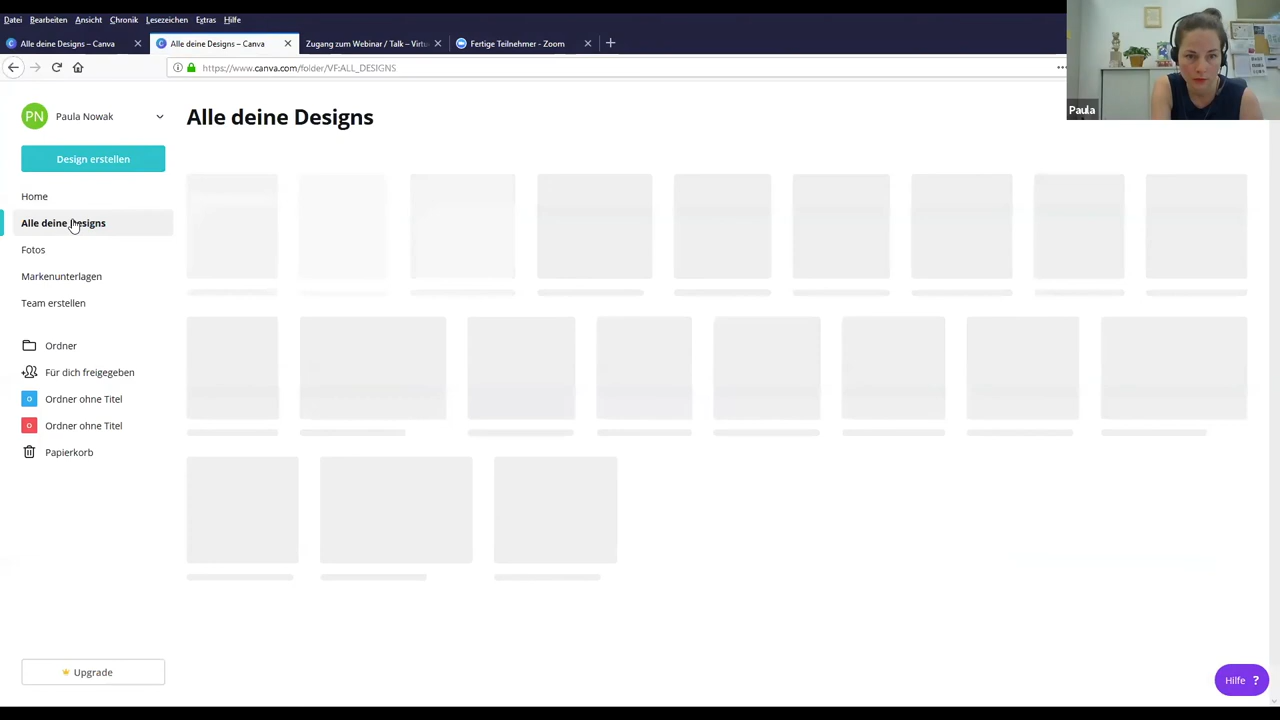 Datei Bearbeiten Ansicht Chronik Lesezeichen Extras Hilfe
Alle deine Designs – Canva
Alle deine Designs – Canva
Zugang zum Webinar / Talk – Virtu
Fertige Teilnehmer - Zoom
https://www.canva.com/folder/VF:ALL_DESIGNS
Paula
PN Paula Nowak
Alle deine Designs
Design erstellen
Home
Alle deine Designs
Fotos
Markenunterlagen
Team erstellen
Ordner
Für dich freigegeben
O Ordner ohne Titel
O Ordner ohne Titel
Papierkorb
Upgrade
Hilfe ?